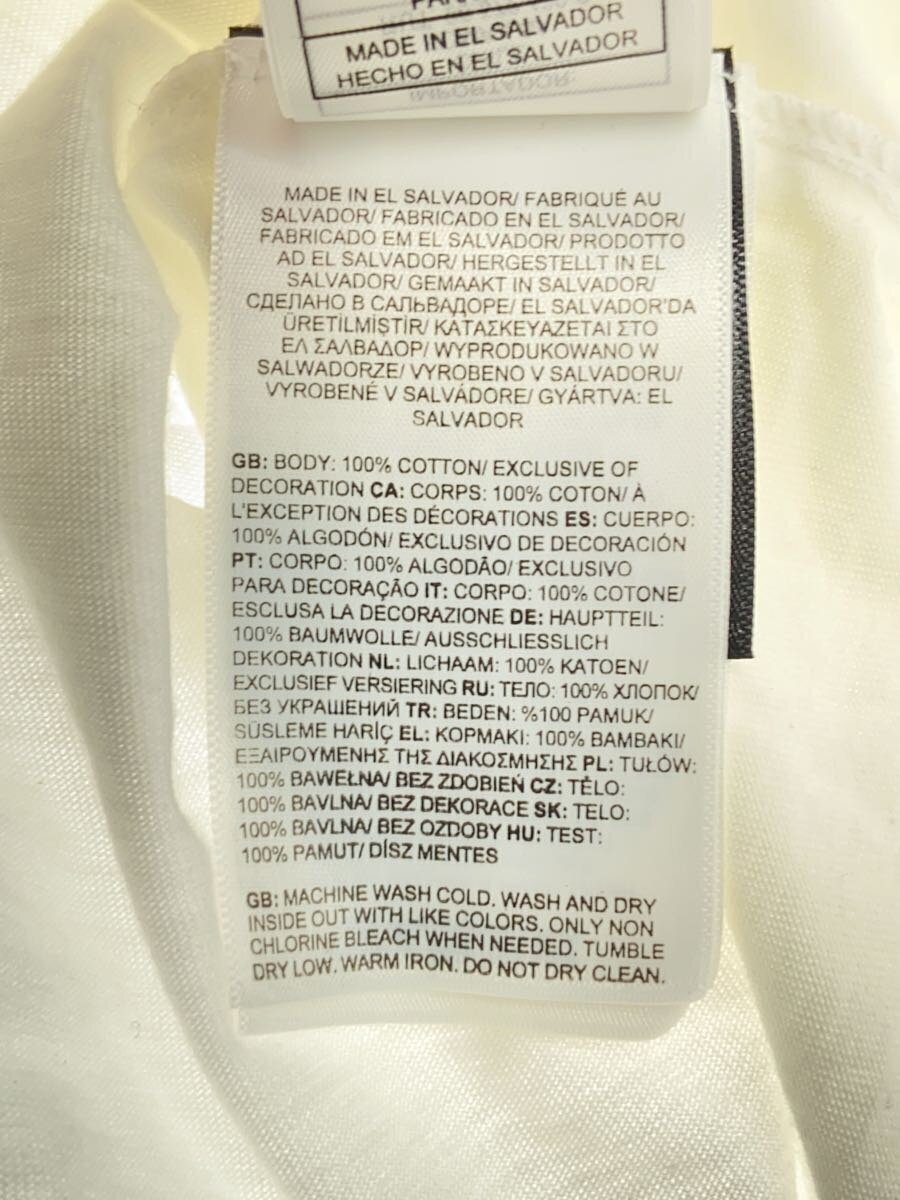 MADE IN EL SALVADOR
HECHO EN EL SALVADOR
IMPORTADOR:
MADE IN EL SALVADOR/ FABRIQUÉ AU
SALVADOR/ FABRICADO EN EL SALVADOR/
FABRICADO EM EL SALVADOR/ PRODOTTO
AD EL SALVADOR/ HERGESTELLT IN EL
SALVADOR/ GEMAAKT IN SALVADOR/
СДЕЛАНО В САЛЬВАДОРЕ/ EL SALVADOR'DA
ÜRETİLMİŞTİR/ ΚΑΤΑΣΚΕΥΑΖΕΤΑΙ ΣΤΟ
ΕΛ ΣΑΛΒΑΔΟΡ/ WYPRODUKOWANO W
SALWADORZE/ VYROBENO V SALVADORU/
VYROBENÉ V SALVÁDORE/ GYÁRTVA: EL
SALVADOR
GB: BODY: 100% COTTON/ EXCLUSIVE OF
DECORATION CA: CORPS: 100% COTON/ À
L'EXCEPTION DES DÉCORATIONS ES: CUERPO:
100% ALGODÓN/ EXCLUSIVO DE DECORACIÓN
PT: CORPO: 100% ALGODÃO/ EXCLUSIVO
PARA DECORAÇÃO IT: CORPO: 100% COTONE/
ESCLUSA LA DECORAZIONE DE: HAUPTTEIL:
100% BAUMWOLLE/ AUSSCHLIESSLICH
DEKORATION NL: LICHAAM: 100% KATOEN/
EXCLUSIEF VERSIERING RU: ТЕЛО: 100% ХЛОПОК/
БЕЗ УКРАШЕНИЙ TR: BEDEN: %100 PAMUK/
SÜSLEME HARİÇ EL: ΚΟΡΜΑΚΙ: 100% ΒΑΜΒΑΚΙ/
ΕΞΑΙΡΟΥΜΕΝΗΣ ΤΗΣ ΔΙΑΚΟΣΜΗΣΗΣ PL: TUŁÓW:
100% BAWEŁNA/ BEZ ZDOBIEŃ CZ: TĚLO:
100% BAVLNA/ BEZ DEKORACE SK: TELO:
100% BAVLNA/ BEZ OZDOBY HU: TEST:
100% PAMUT/ DÍSZ MENTES
GB: MACHINE WASH COLD. WASH AND DRY
INSIDE OUT WITH LIKE COLORS. ONLY NON
CHLORINE BLEACH WHEN NEEDED. TUMBLE
DRY LOW. WARM IRON. DO NOT DRY CLEAN.